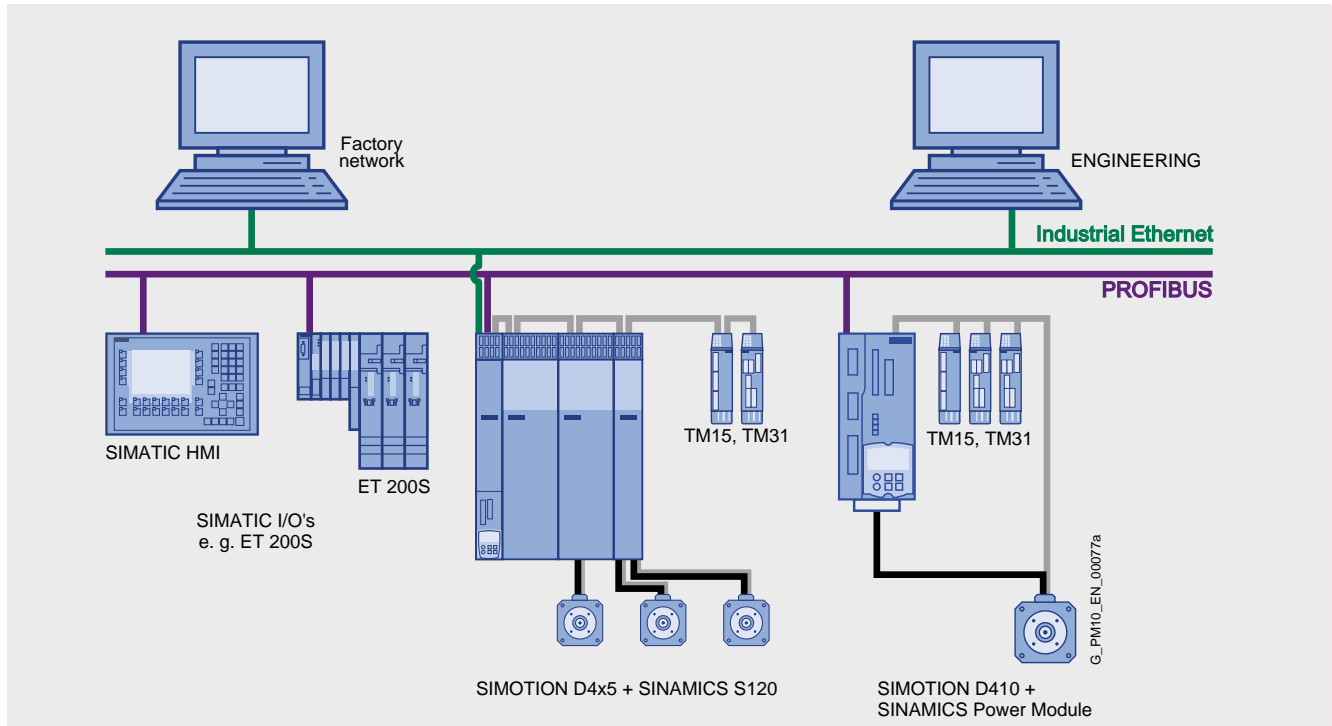 Factory
network
ENGINEERING
Industrial Ethernet
PROFIBUS
SIMATIC HMI
ET 200S
TM15, TM31
TM15, TM31
SIMATIC I/O's
e. g. ET 200S
SIMOTION D4x5 + SINAMICS S120
SIMOTION D410 +
SINAMICS Power Module
G_PM10_EN_00077a